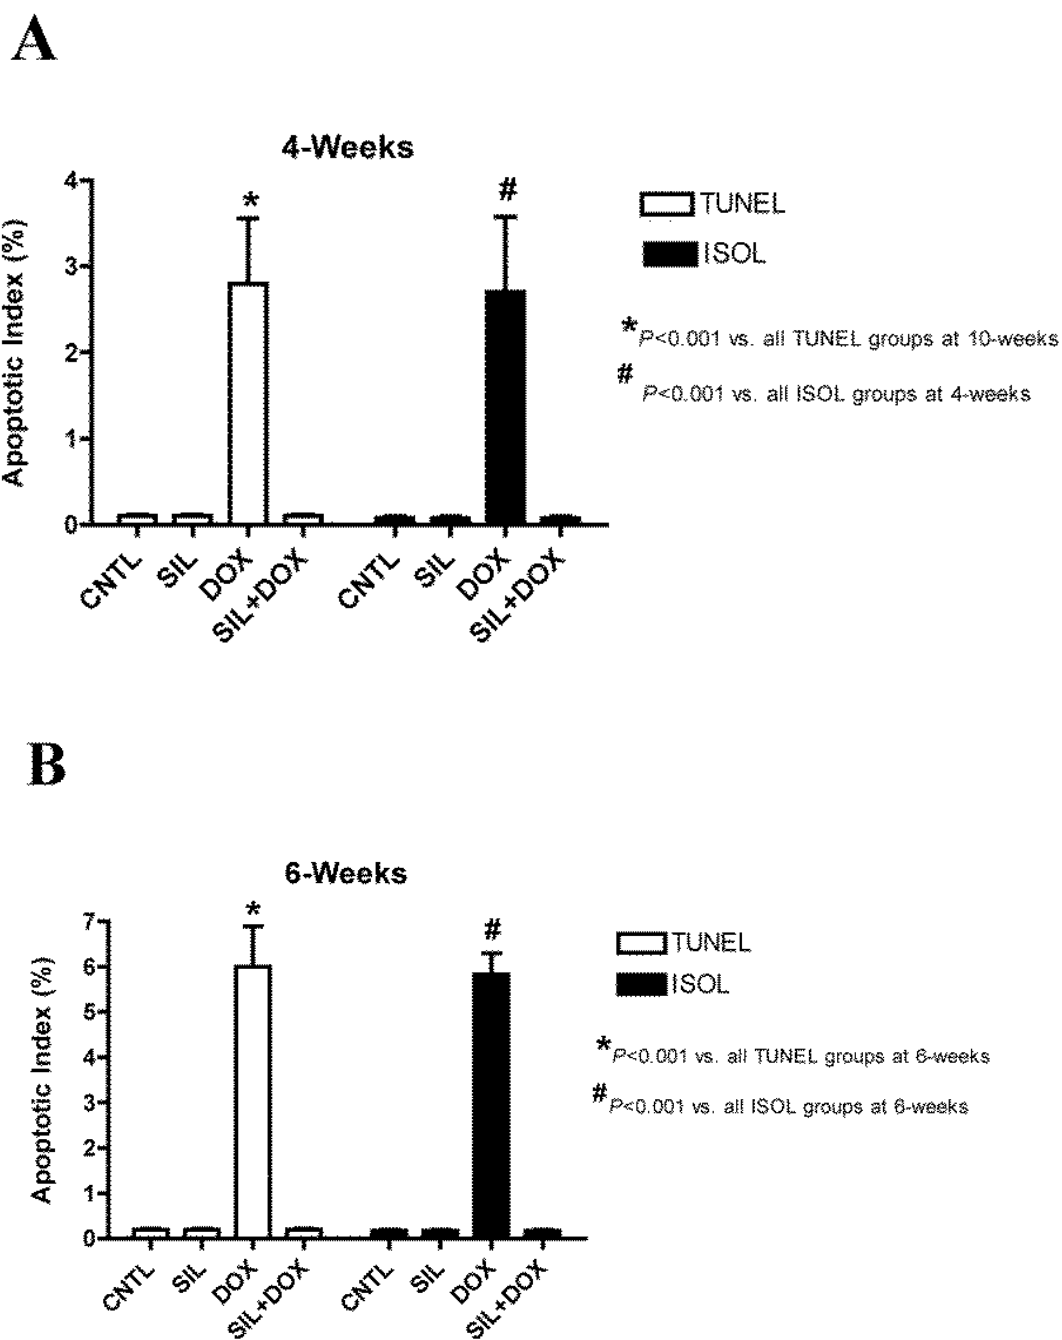 A
4-Weeks
Apoptotic Index (%)
4
3
2
1
0
*
#
CNTL
SIL
DOX
SIL+DOX
CNTL
SIL
DOX
SIL+DOX
TUNEL
ISOL
*P<0.001 vs. all TUNEL groups at 10-weeks
# P<0.001 vs. all ISOL groups at 4-weeks
B
6-Weeks
Apoptotic Index (%)
7
6
5
4
3
2
1
0
*
#
CNTL
SIL
DOX
SIL+DOX
CNTL
SIL
DOX
SIL+DOX
TUNEL
ISOL
*P<0.001 vs. all TUNEL groups at 6-weeks
#P<0.001 vs. all ISOL groups at 6-weeks